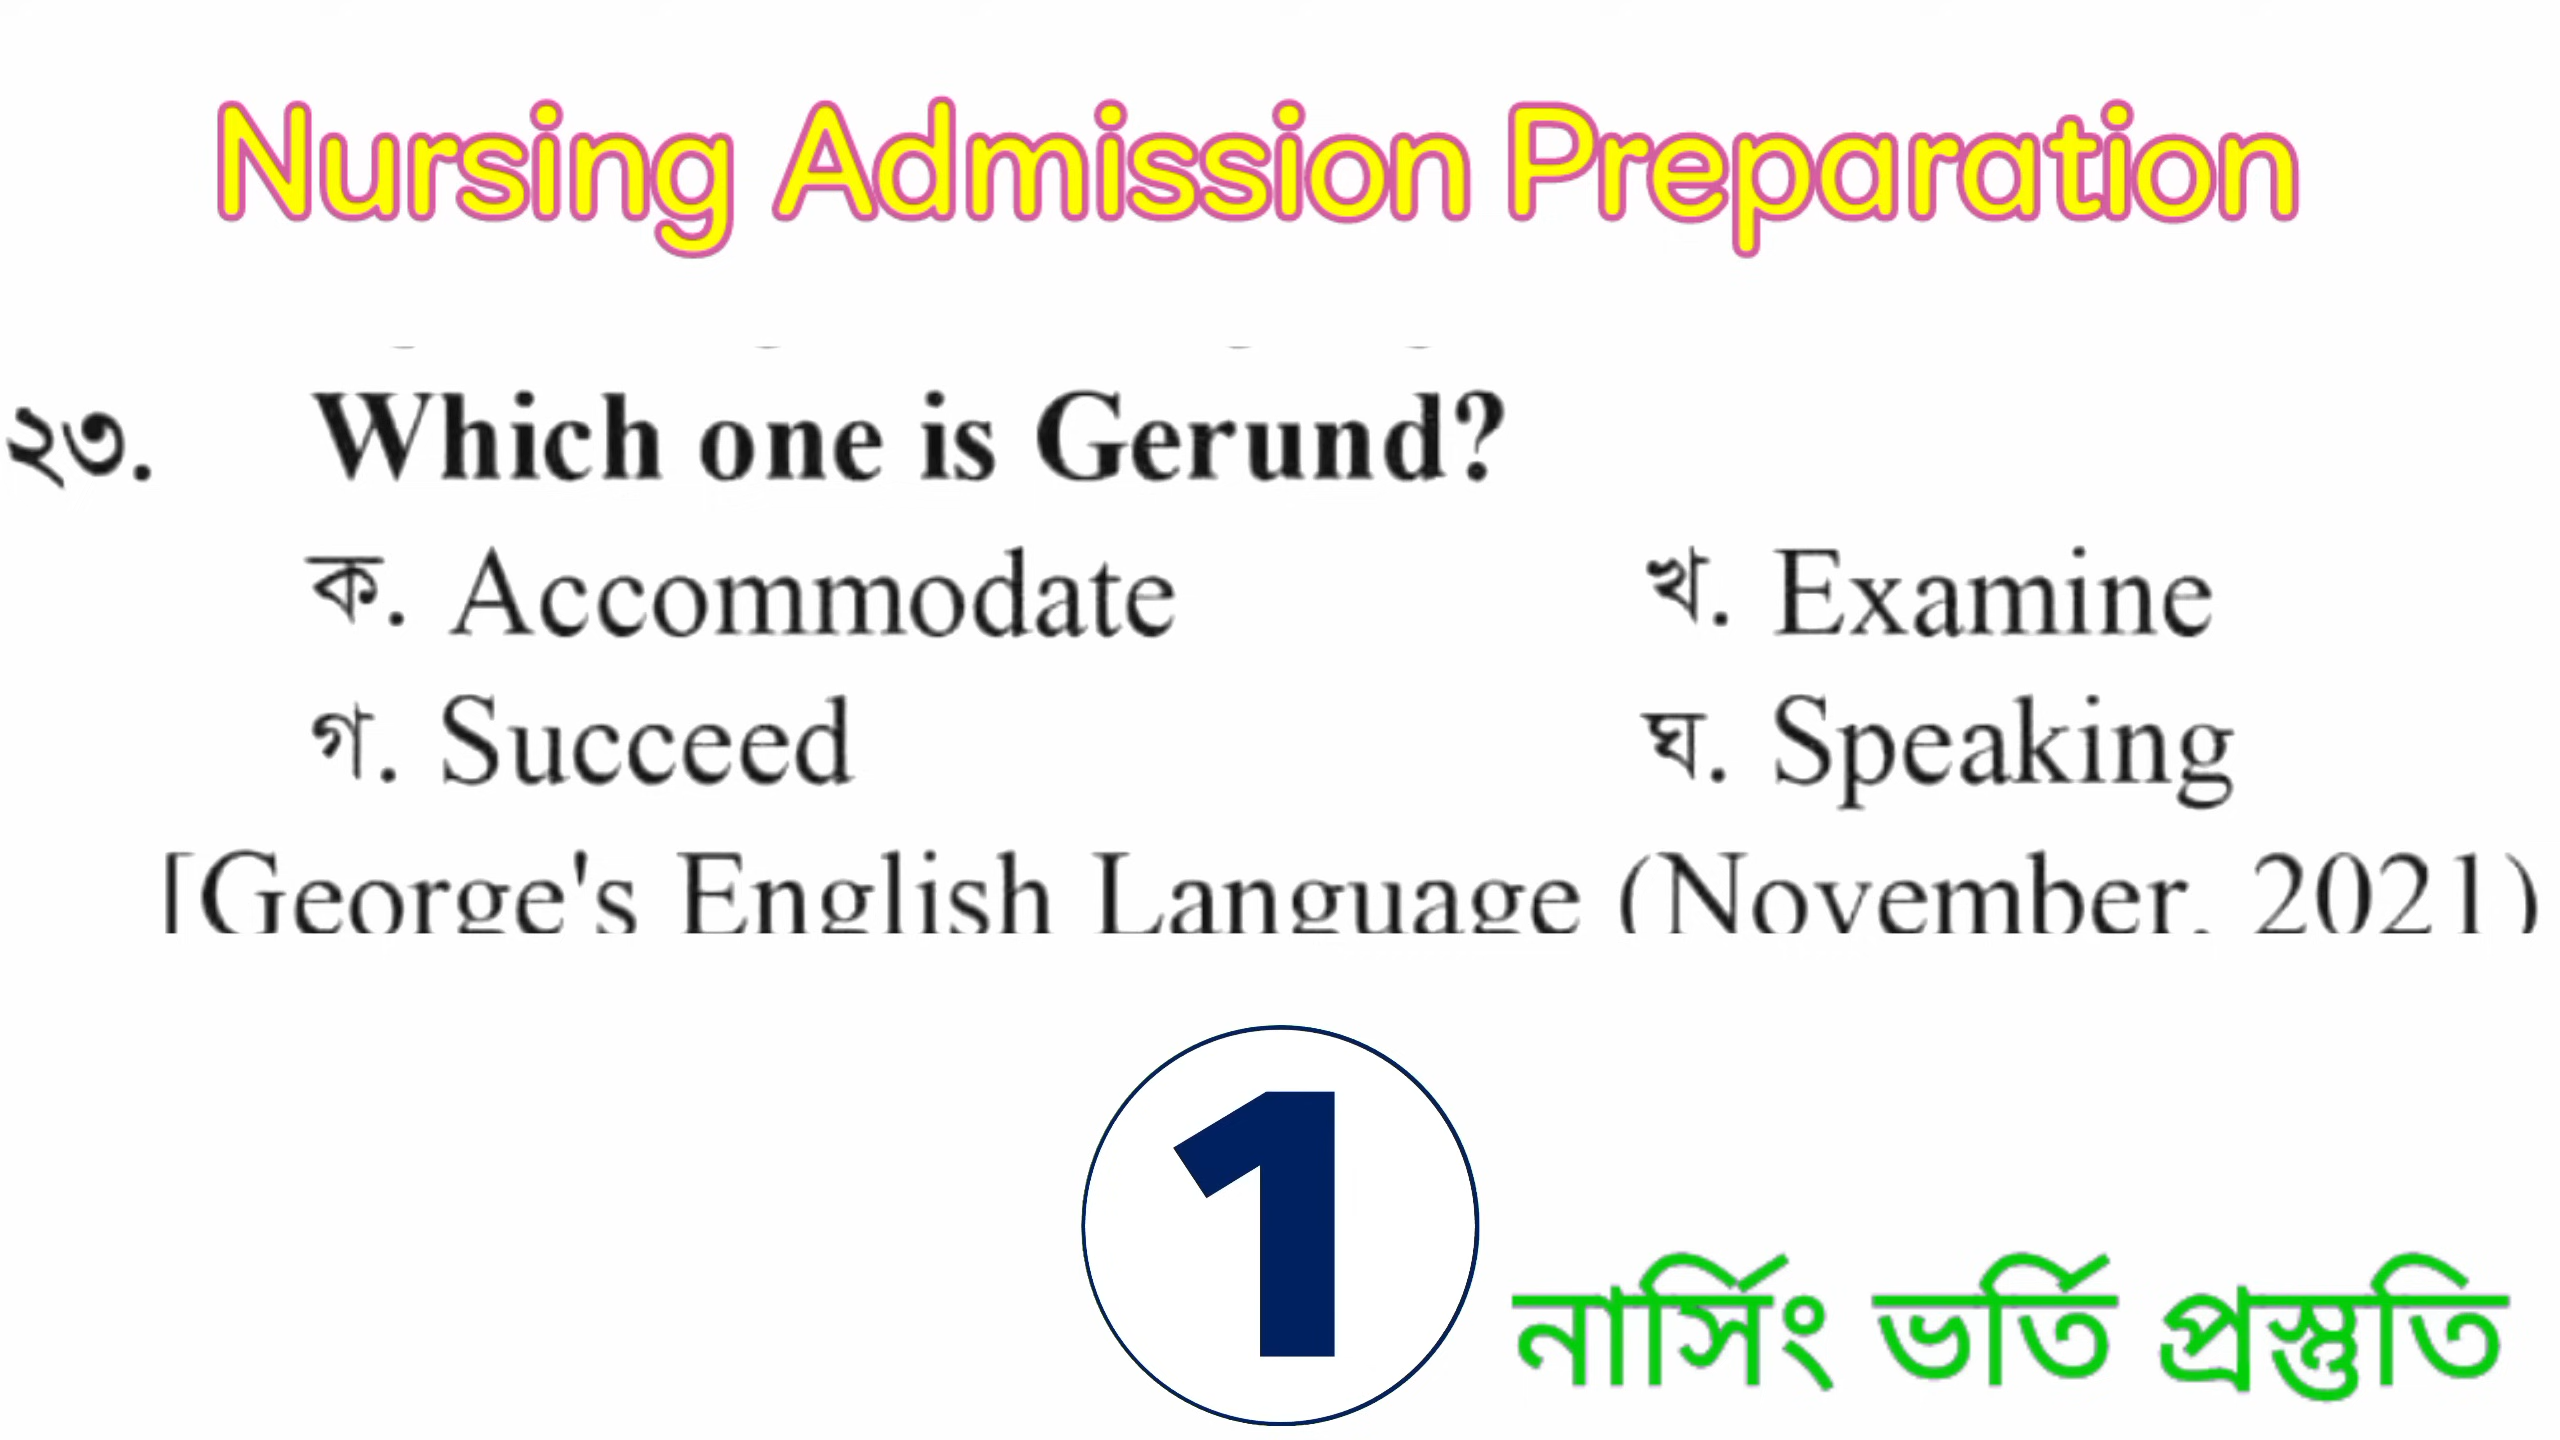 Nursing Admission Preparation
২৩. Which one is Gerund?
ক. Accommodate খ. Examine
গ. Succeed ঘ. Speaking
[George's English Language (November, 2021)
1
নার্সিং ভর্তি প্রস্তুতি